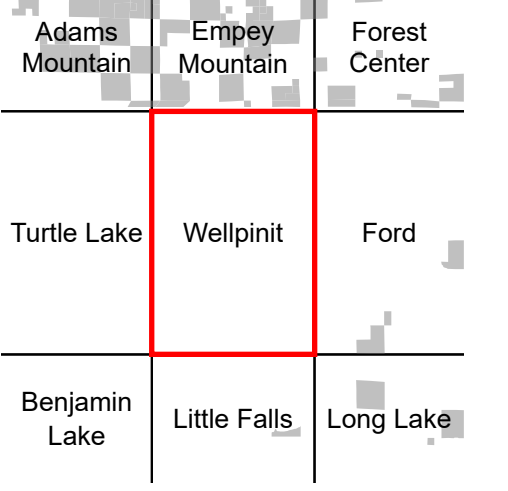 Adams
Mountain
Empey
Mountain
Forest
Center
Turtle Lake
Wellpinit
Ford
Benjamin
Lake
Little Falls
Long Lake